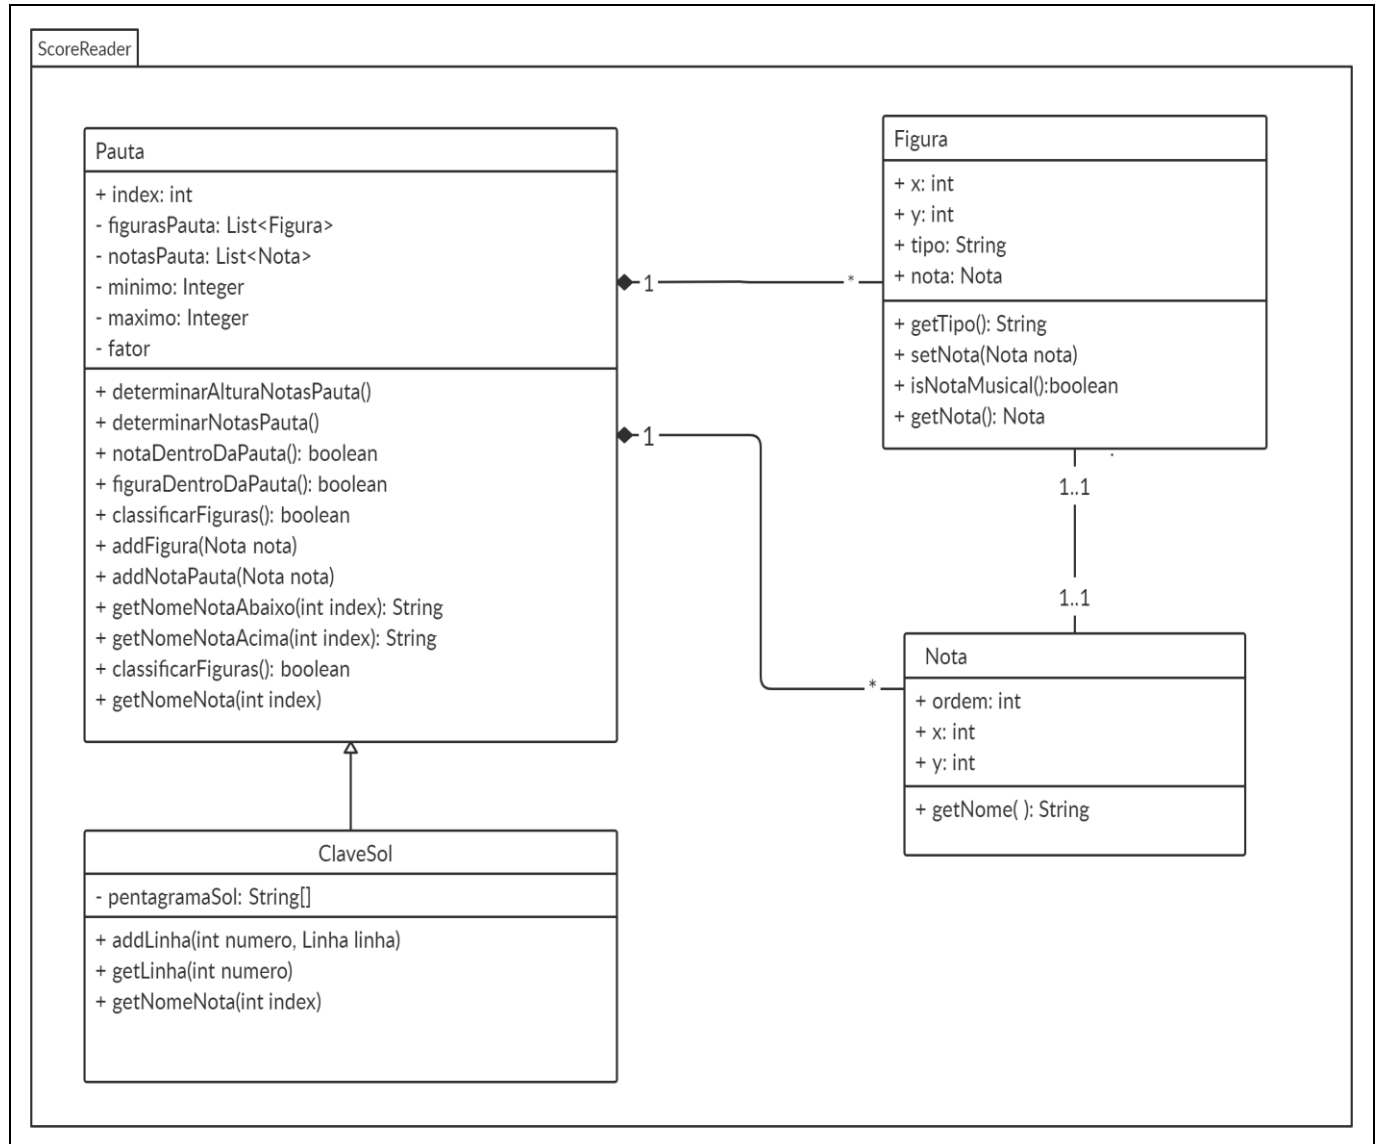 ScoreReader
Pauta
+ index: int
- figurasPauta: List<Figura>
- notasPauta: List<Nota>
- minimo: Integer
- maximo: Integer
- fator
+ determinarAlturaNotasPauta()
+ determinarNotasPauta()
+ notaDentroDaPauta(): boolean
+ figuraDentroDaPauta(): boolean
+ classificarFiguras(): boolean
+ addFigura(Nota nota)
+ addNotaPauta(Nota nota)
+ getNomeNotaAbaixo(int index): String
+ getNomeNotaAcima(int index): String
+ classificarFiguras(): boolean
+ getNomeNota(int index)
1
*
1
*
Figura
+ x: int
+ y: int
+ tipo: String
+ nota: Nota
+ getTipo(): String
+ setNota(Nota nota)
+ isNotaMusical():boolean
+ getNota(): Nota
1..1
1..1
Nota
+ ordem: int
+ x: int
+ y: int
+ getNome( ): String
ClaveSol
- pentagramaSol: String[]
+ addLinha(int numero, Linha linha)
+ getLinha(int numero)
+ getNomeNota(int index)